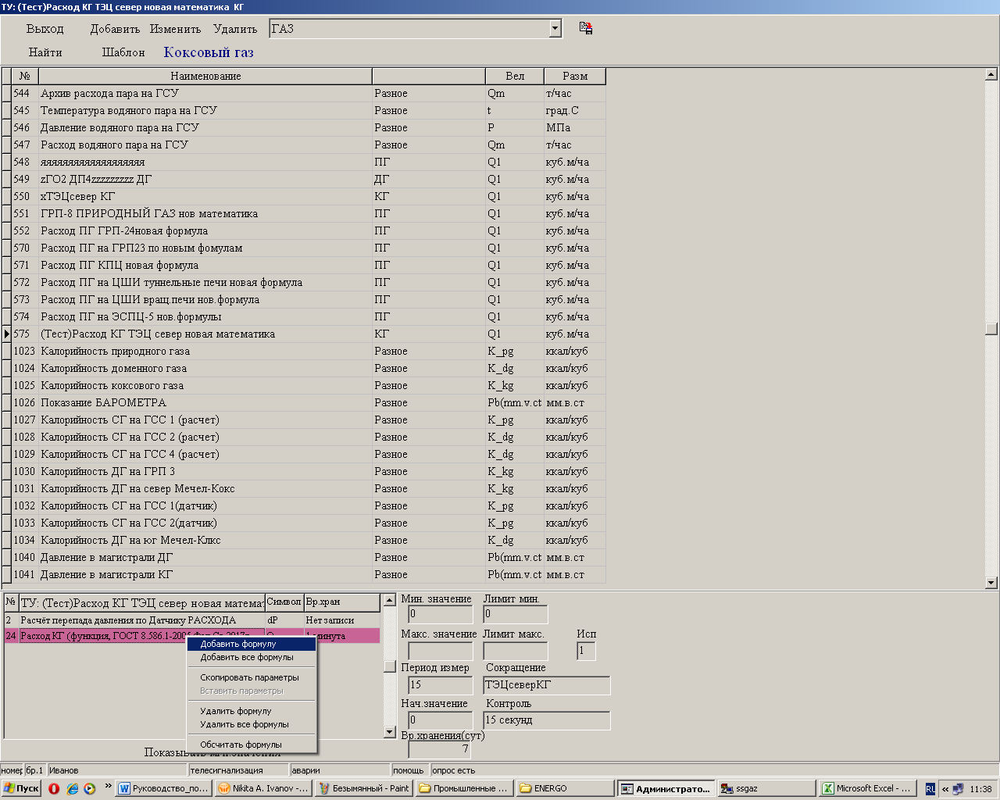 ТУ: (Тест)Расход КГ ТЭЦ север новая математика  КГ
Выход Добавить Изменить Удалить ГАЗ
Найти Шаблон Коксовый газ
№ Наименование Вел Разм
544 Архив расхода пара на ГСУ Разное Qm т/час
545 Температура водяного пара на ГСУ Разное t град.С
546 Давление водяного пара на ГСУ Разное P МПа
547 Расход водяного пара на ГСУ Разное Qm т/час
548 яяяяяяяяяяяяяяяяяяя ПГ Q1 куб.м/ча
549 zГО2 ДП4zzzzzzzzz ДГ ДГ Q1 куб.м/ча
550 хТЭЦсевер КГ КГ Q1 куб.м/ча
551 ГРП-8 ПРИРОДНЫЙ ГАЗ нов математика ПГ Q1 куб.м/ча
552 Расход ПГ ГРП-24новая формула ПГ Q1 куб.м/ча
570 Расход ПГ на ГРП23 по новым фомулам ПГ Q1 куб.м/ча
571 Расход ПГ КПЦ новая формула ПГ Q1 куб.м/ча
572 Расход ПГ на ЦШИ туннельные печи новая формула ПГ Q1 куб.м/ча
573 Расход ПГ на ЦШИ вращ.печи нов.формула ПГ Q1 куб.м/ча
574 Расход ПГ на ЭСПЦ-5 нов.формулы ПГ Q1 куб.м/ча
575 (Тест)Расход КГ ТЭЦ север новая математика КГ Q1 куб.м/ча
1023 Калорийность природного газа Разное K_pg ккал/куб
1024 Калорийность доменного газа Разное K_dg ккал/куб
1025 Калорийность коксового газа Разное K_kg ккал/куб
1026 Показание БАРОМЕТРА Разное Pb(mm.v.ct мм.в.ст
1027 Калорийность СГ на ГСС 1 (расчет) Разное K_pg ккал/куб
1028 Калорийность СГ на ГСС 2 (расчет) Разное K_dg ккал/куб
1029 Калорийность СГ на ГСС 4 (расчет) Разное K_dg ккал/куб
1030 Калорийность ДГ на ГРП 3 Разное K_kg ккал/куб
1031 Калорийность ДГ на север Мечел-Кокс Разное K_kg ккал/куб
1032 Калорийность СГ на ГСС 1(датчик) Разное K_pg ккал/куб
1033 Калорийность СГ на ГСС 2(датчик) Разное K_pg ккал/куб
1034 Калорийность ДГ на юг Мечел-Клкс Разное K_dg ккал/куб
1040 Давление в магистрали ДГ Разное Pb(mm.v.ct мм.в.ст
1041 Давление в магистрали КГ Разное Pb(mm.v.ct мм.в.ст
№ ТУ: (Тест)Расход КГ ТЭЦ север новая матема Символ Вр.хран
2 Расчёт перепада давления по Датчику РАСХОДА dP Нет записи
24 Расход КГ (функция, ГОСТ 8.586.1-2005 минута
Добавить формулу
Добавить все формулы
Скопировать параметры
Вставить параметры
Удалить формулу
Удалить все формулы
Обсчитать формулы
Показывать
Мин. значение Лимит мин.
0 0
Макс. значение Лимит макс. Исп
1
Период измер Сокращение
15 ТЭЦсеверКГ
Нач.значение Контроль
0 15 секунд
Вр.хранения(сут)
7
номер бр.1 Иванов телесигнализация аварии помощь опрос есть
Пуск » Руководство_по... Nikita A. Ivanov -... Безымянный - Paint Промышленные ... ENERGO Администрато... ssgaz Microsoft Excel - ... RL « 11:38